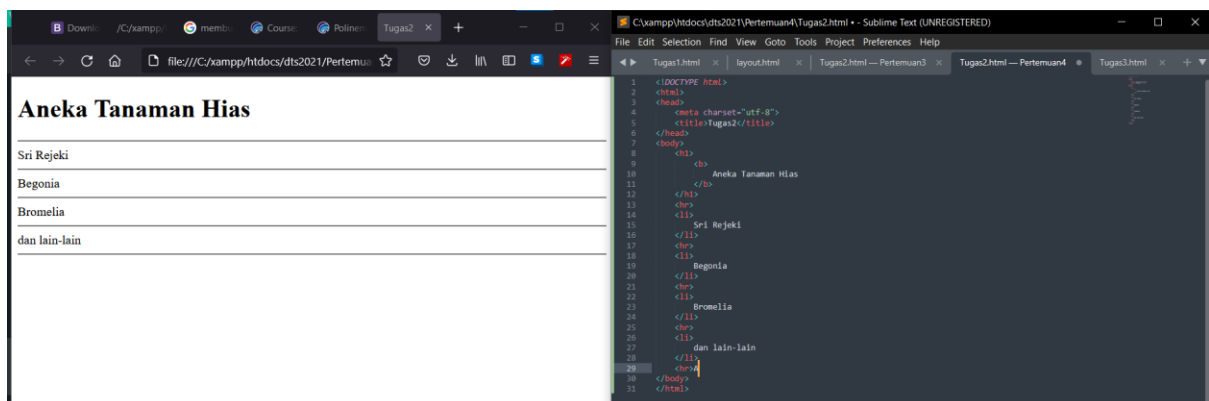 Downlo
/C:/xampp/
membu
Course:
Poliner
Tugas2
file:///C:/xampp/htdocs/dts2021/Pertemua
Aneka Tanaman Hias
Sri Rejeki
Begonia
Bromelia
dan lain-lain
C:\xampp\htdocs\dts2021\Pertemuan4\Tugas2.html • - Sublime Text (UNREGISTERED)
File Edit Selection Find View Goto Tools Project Preferences Help
Tugas1.html
layout.html
Tugas2.html — Pertemuan3
Tugas2.html — Pertemuan4
Tugas3.html
1 <!DOCTYPE html>
2 <html>
3 <head>
4 <meta charset="utf-8">
5 <title>Tugas2</title>
6 </head>
7 <body>
8 <h1>
9 <b>
10 Aneka Tanaman Hias
11 </b>
12 </h1>
13 <hr>
14 <li>
15 Sri Rejeki
16 </li>
17 <hr>
18 <li>
19 Begonia
20 </li>
21 <hr>
22 <li>
23 Bromelia
24 </li>
25 <hr>
26 <li>
27 dan lain-lain
28 </li>
29 <hr>A
30 </body>
31 </html>